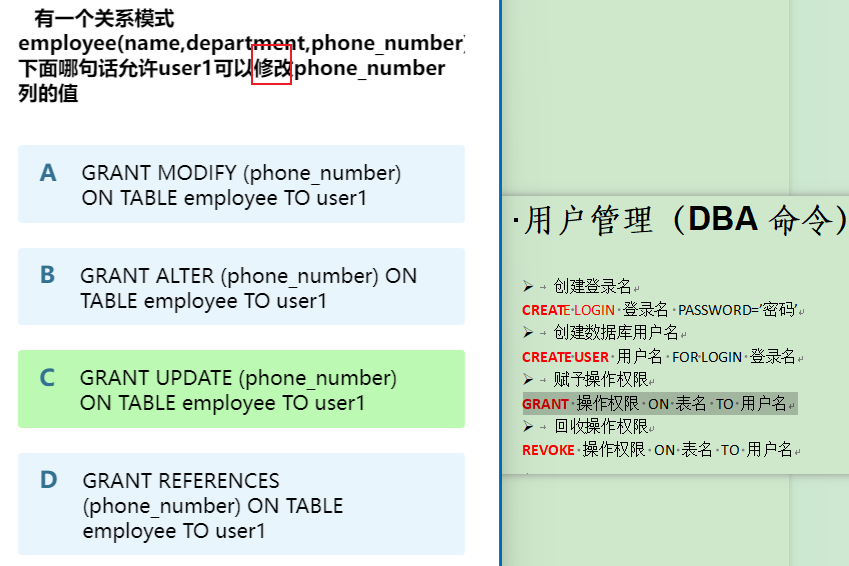 有一个关系模式
employee(name,department,phone_number)
下面哪句话允许user1可以修改phone_number
列的值
A GRANT MODIFY (phone_number)
ON TABLE employee TO user1
B GRANT ALTER (phone_number) ON
TABLE employee TO user1
C GRANT UPDATE (phone_number)
ON TABLE employee TO user1
D GRANT REFERENCES
(phone_number) ON TABLE
employee TO user1
·用户管理（DBA 命令）
➢→创建登录名↵
CREATE·LOGIN·登录名·PASSWORD=’密码’↵
➢→创建数据库用户名↵
CREATE·USER·用户名·FOR·LOGIN·登录名↵
➢→赋予操作权限↵
GRANT·操作权限·ON·表名·TO·用户名↵
➢→回收操作权限↵
REVOKE·操作权限·ON·表名·TO·用户名↵